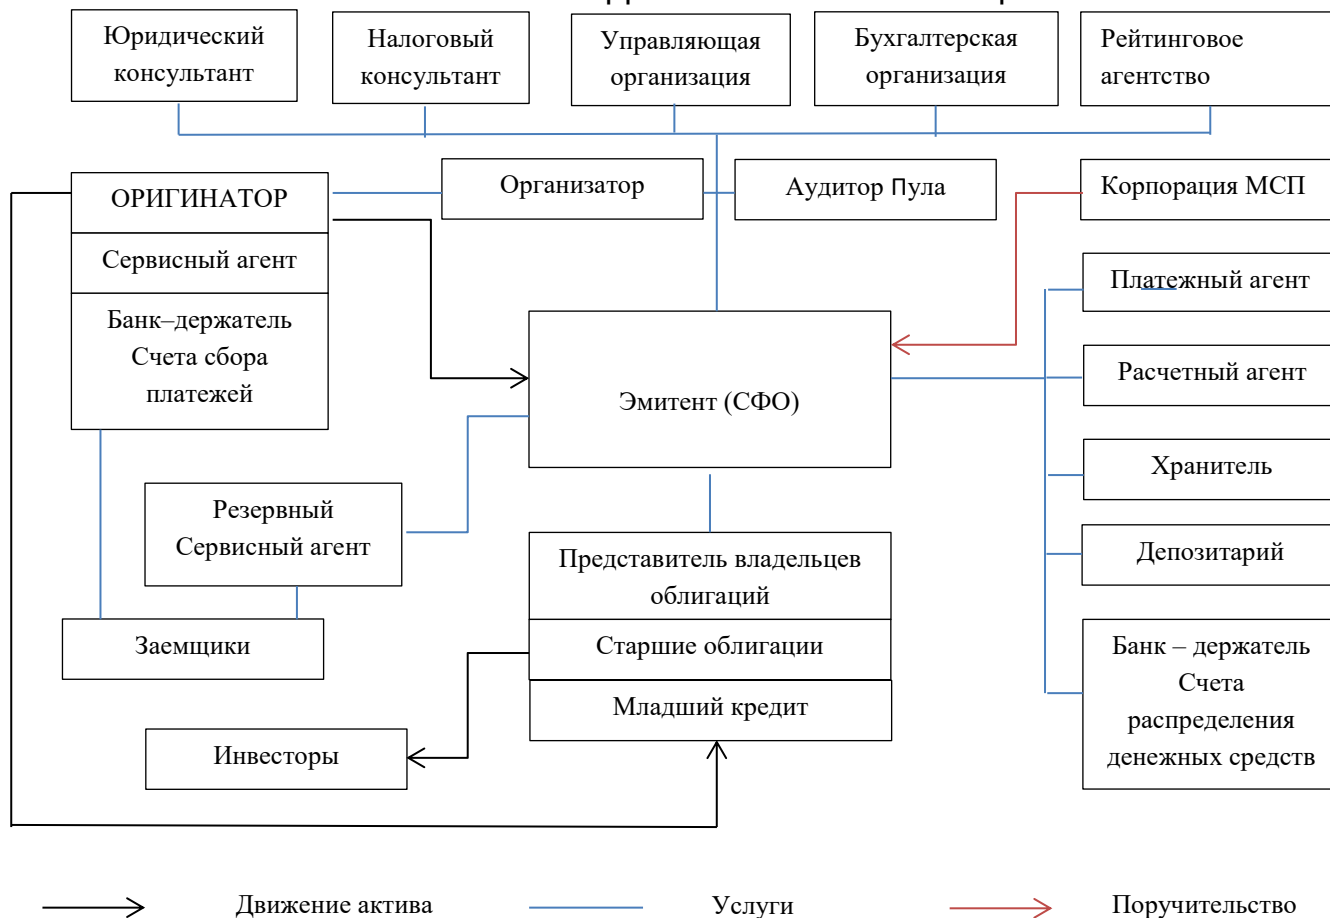 Юридический
консультант
Налоговый
консультант
Управляющая
организация
Бухгалтерская
организация
Рейтинговое
агентство
ОРИГИНАТОР
Организатор
Аудитор Пула
Корпорация МСП
Сервисный агент
Платежный агент
Банк–держатель
Счета сбора
платежей
Эмитент (СФО)
Расчетный агент
Хранитель
Резервный
Сервисный агент
Представитель владельцев
облигаций
Депозитарий
Заемщики
Старшие облигации
Младший кредит
Инвесторы
Банк – держатель
Счета
распределения
денежных средств
Движение актива
Услуги
Поручительство